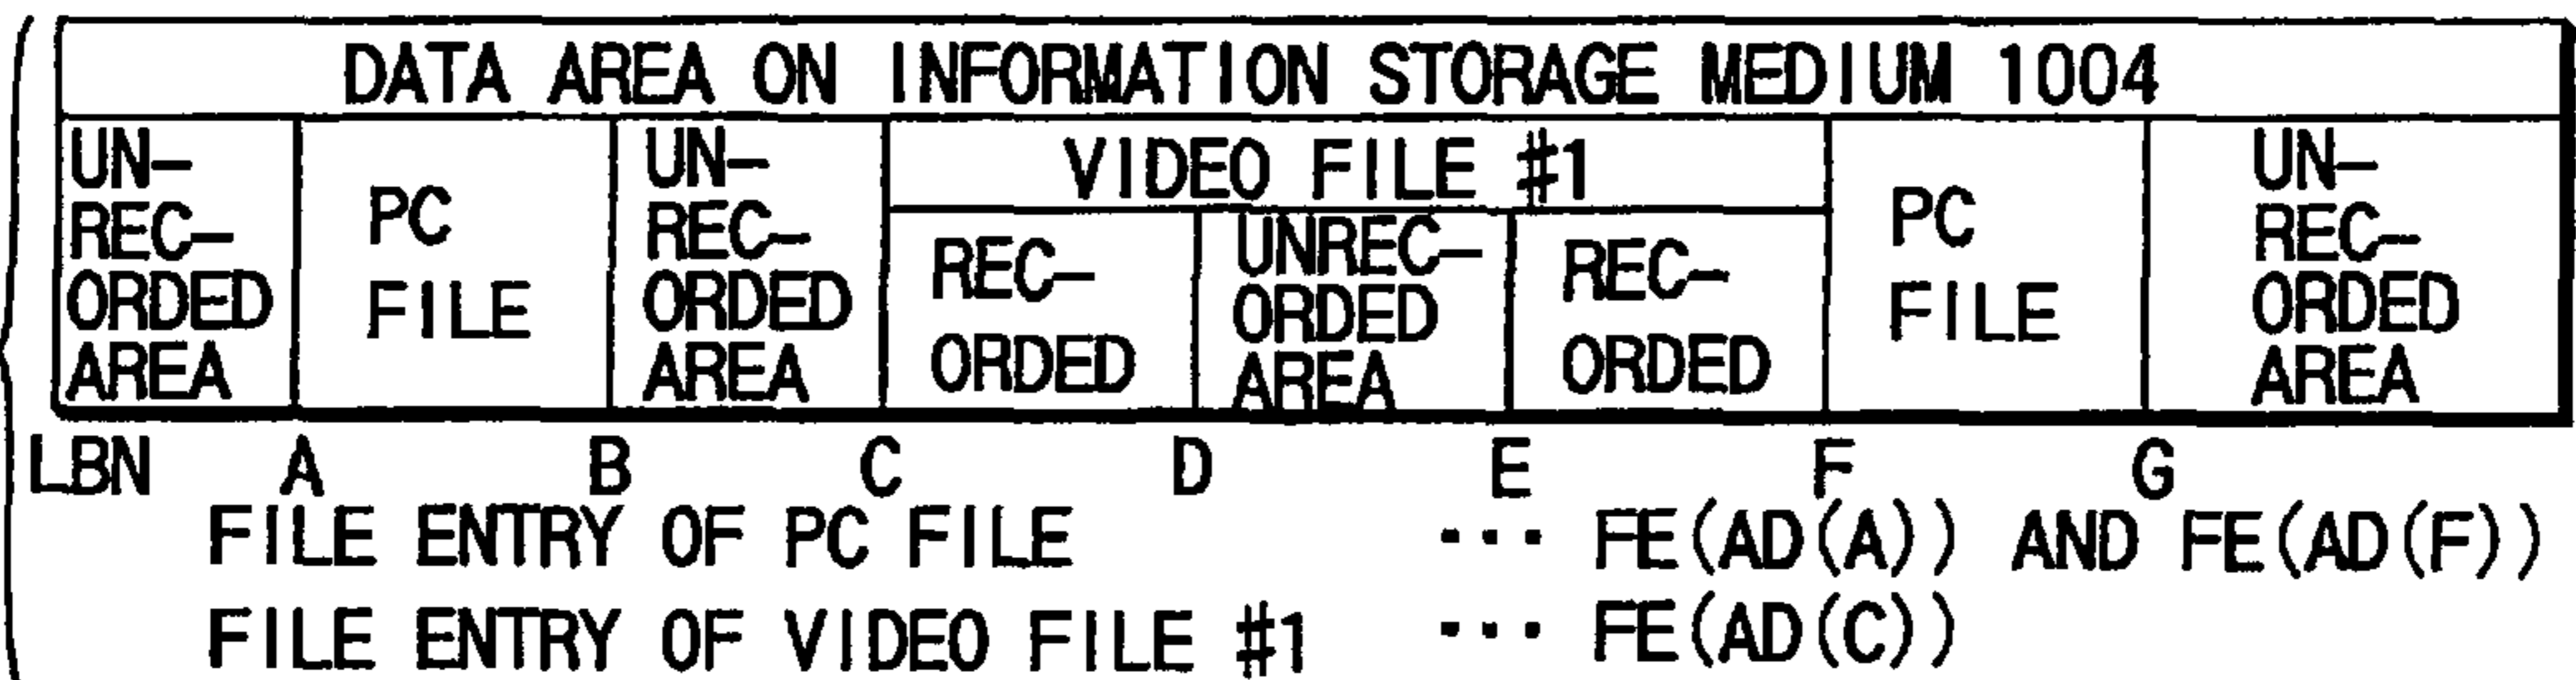 DATA AREA ON INFORMATION STORAGE MEDIUM 1004
UN-
REC-
ORDED
AREA
PC
FILE
UN-
REC-
ORDED
AREA
VIDEO FILE #1
REC-
ORDED
UNREC-
ORDED
AREA
REC-
ORDED
PC
FILE
UN-
REC-
ORDED
AREA
LBN A B C D E F G
FILE ENTRY OF PC FILE ... FE(AD(A)) AND FE(AD(F))
FILE ENTRY OF VIDEO FILE #1 ... FE(AD(C))